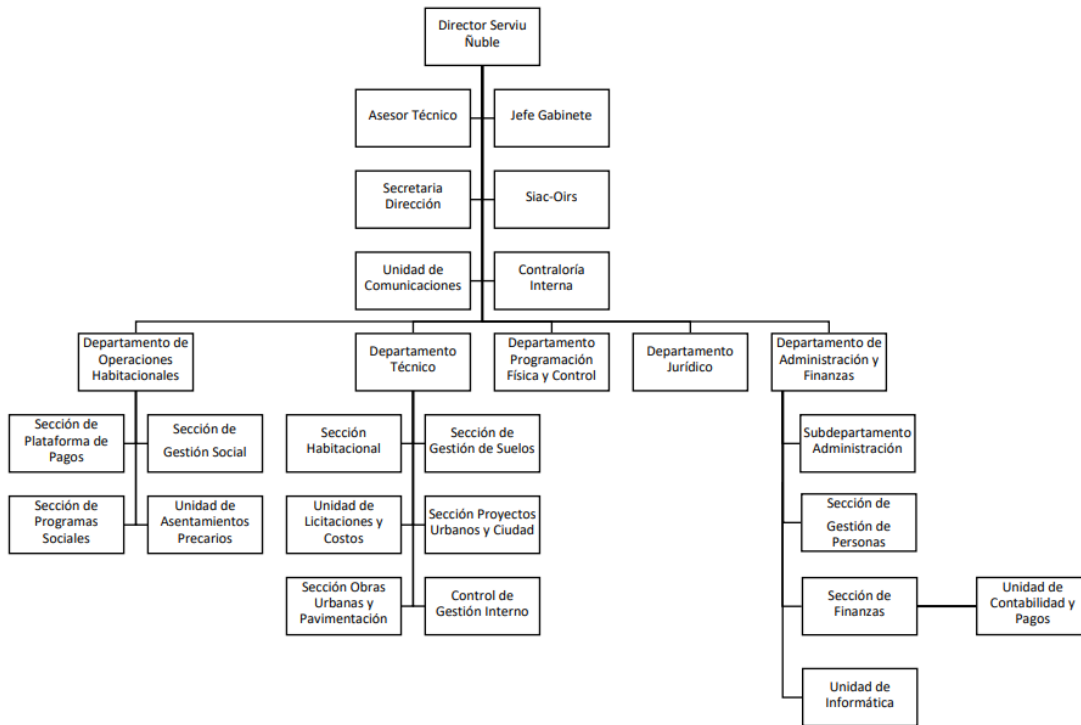 Director Serviu
Ñuble
Asesor Técnico
Jefe Gabinete
Secretaria
Dirección
Siac-Oirs
Unidad de
Comunicaciones
Contraloría
Interna
Departamento de
Operaciones
Habitacionales
Departamento
Técnico
Departamento
Programación
Física y Control
Departamento
Jurídico
Departamento de
Administración y
Finanzas
Sección de
Plataforma de
Pagos
Sección de
Gestión Social
Sección
Habitacional
Sección de
Gestión de Suelos
Subdepartamento
Administración
Sección de
Programas
Sociales
Unidad de
Asentamientos
Precarios
Unidad de
Licitaciones y
Costos
Sección Proyectos
Urbanos y Ciudad
Sección de
Gestión de
Personas
Sección Obras
Urbanas y
Pavimentación
Control de
Gestión Interno
Sección de
Finanzas
Unidad de
Contabilidad y
Pagos
Unidad de
Informática